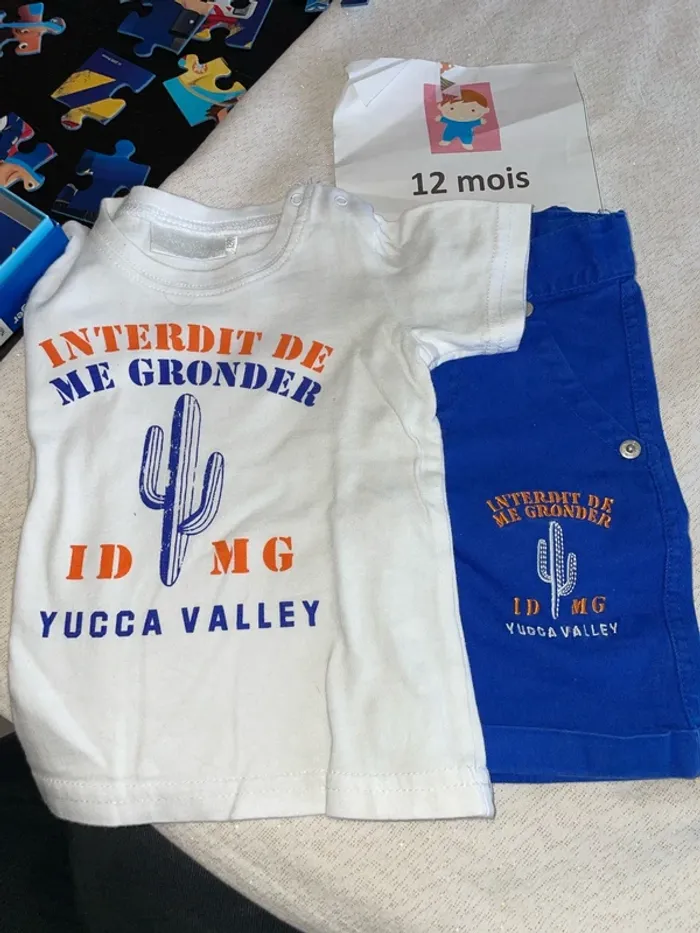 12 mois
INTERDIT DE
ME GRONDER
ID MG
YUCCA VALLEY
INTERDIT DE
ME GRONDER
ID MG
YUCCA VALLEY